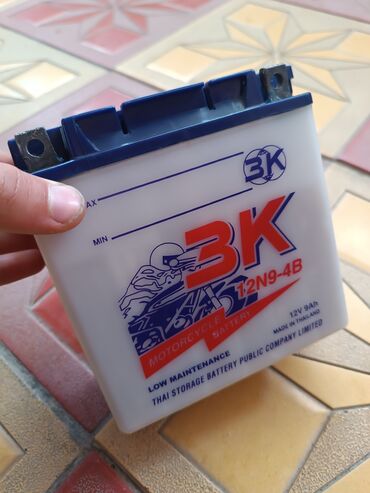 3K
MAX
MIN
3K
12N9-4B
MOTORCYCLE
BATTERY
12V 9Ah
MADE IN THAILAND
LOW MAINTENANCE
THAI STORAGE BATTERY PUBLIC COMPANY LIMITED